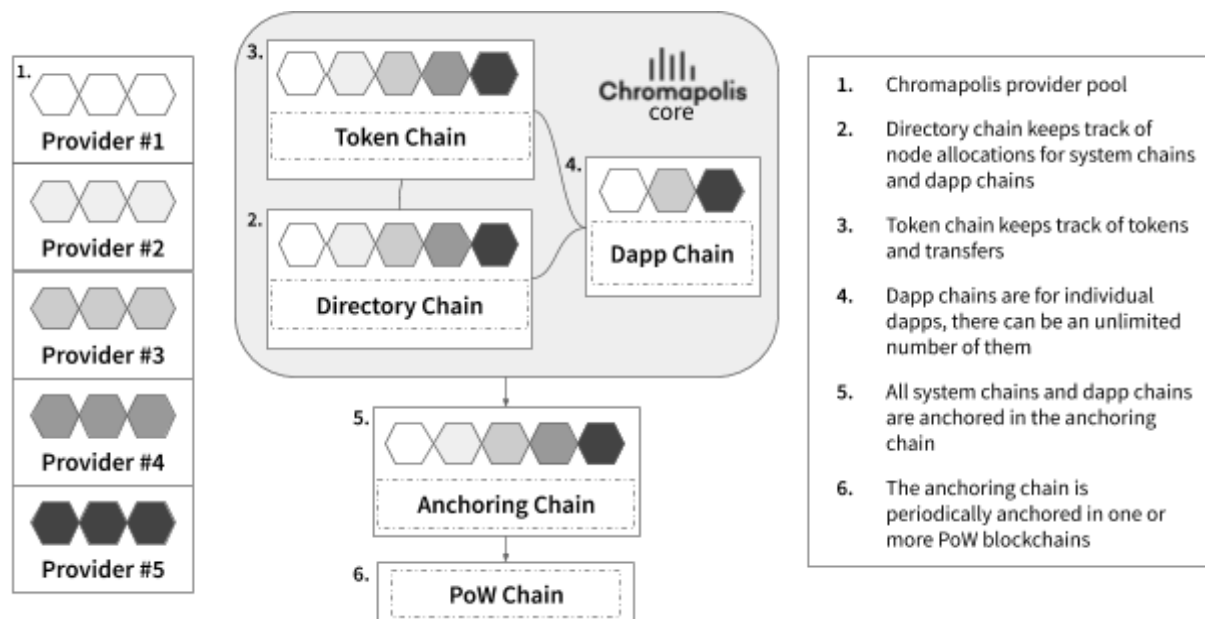 1.
Provider #1
Provider #2
Provider #3
Provider #4
Provider #5
3.
Token Chain
Chromapolis
core
2.
Directory Chain
4.
Dapp Chain
5.
Anchoring Chain
6.
PoW Chain
1. Chromapolis provider pool
2. Directory chain keeps track of
node allocations for system chains
and dapp chains
3. Token chain keeps track of tokens
and transfers
4. Dapp chains are for individual
dapps, there can be an unlimited
number of them
5. All system chains and dapp chains
are anchored in the anchoring
chain
6. The anchoring chain is
periodically anchored in one or
more PoW blockchains